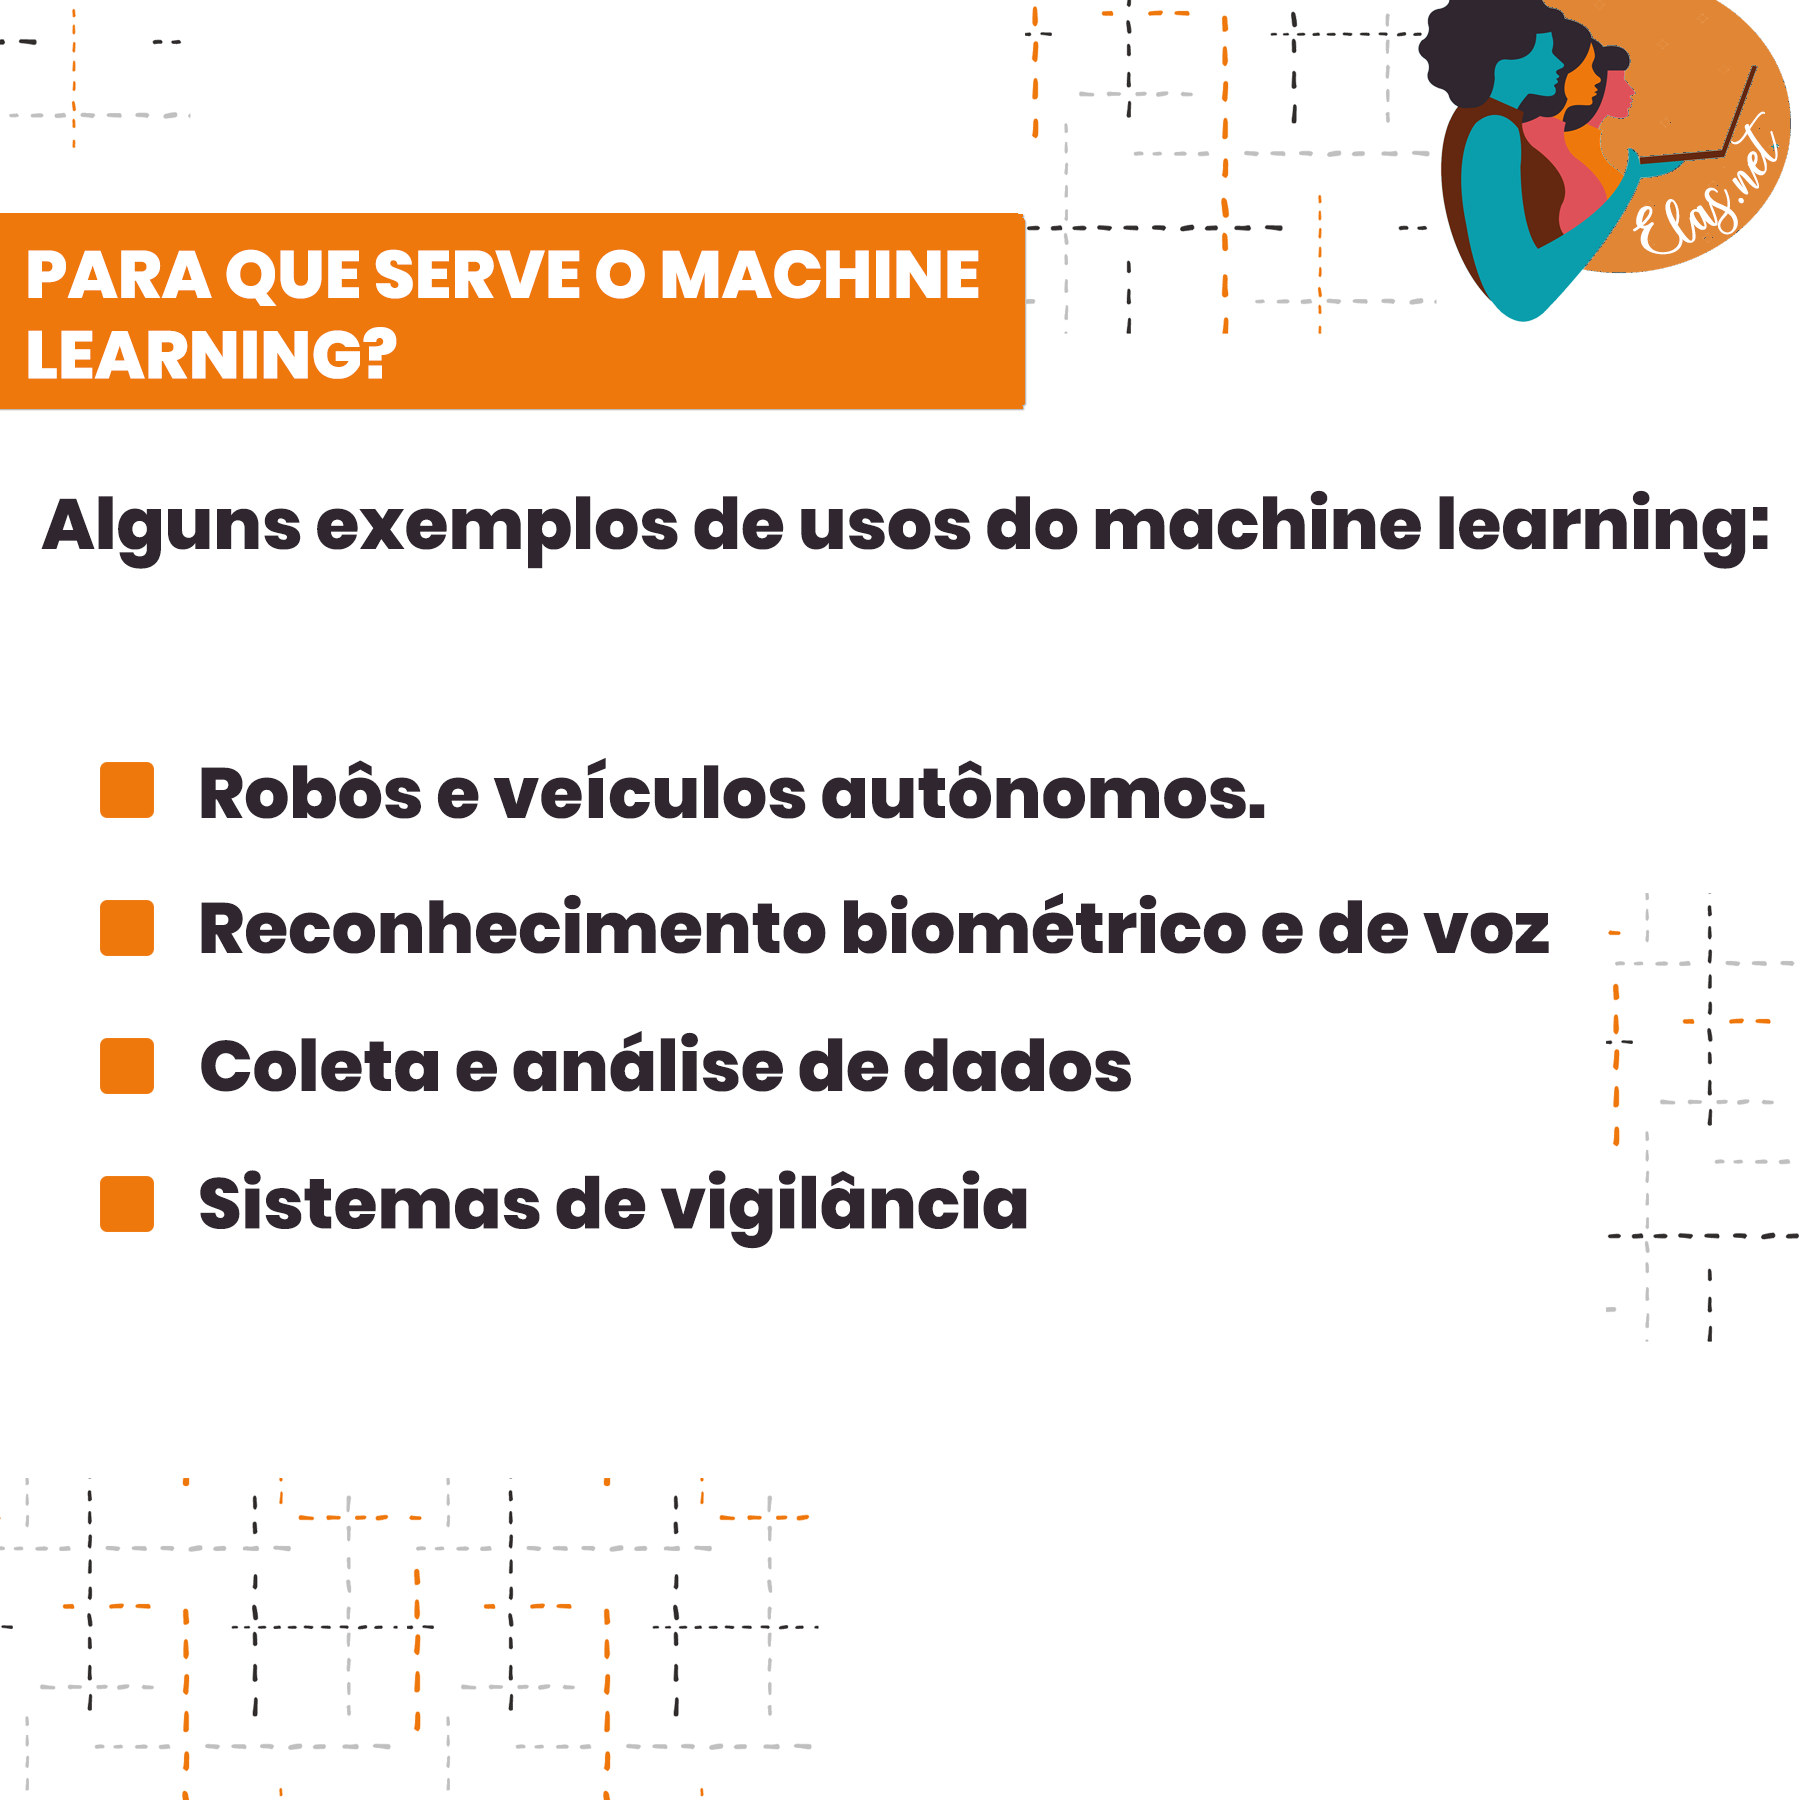 Elas.net
PARA QUE SERVE O MACHINE
LEARNING?
Alguns exemplos de usos do machine learning:
Robôs e veículos autônomos.
Reconhecimento biométrico e de voz
Coleta e análise de dados
Sistemas de vigilância